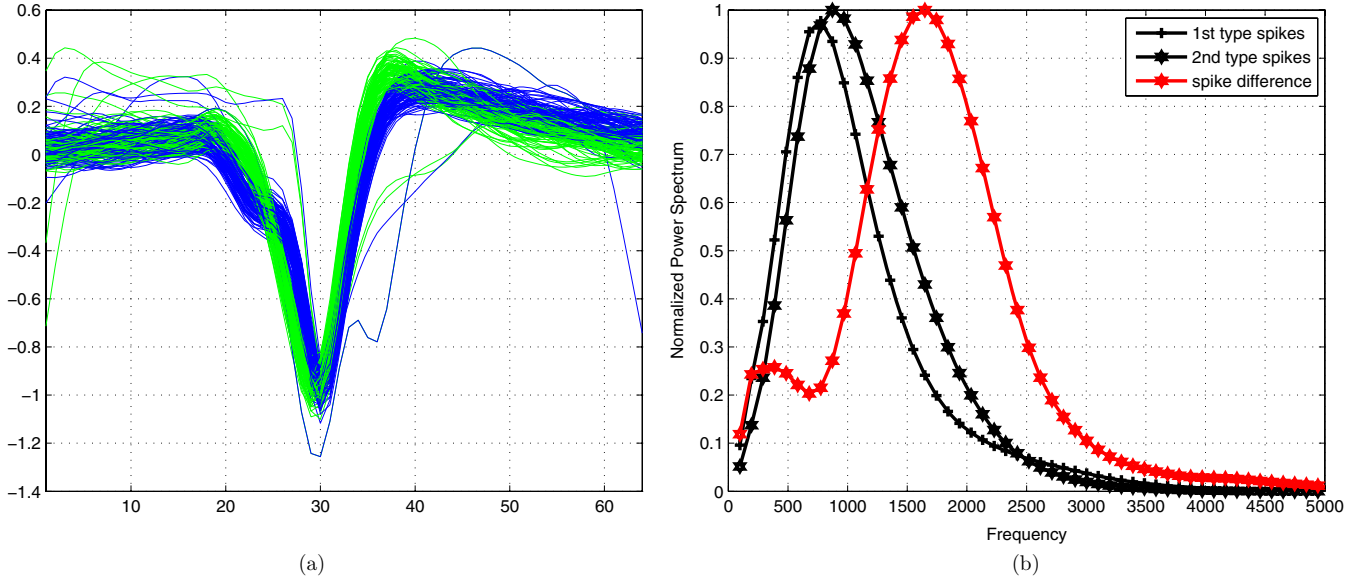 0.6
0.4
0.2
0
−0.2
−0.4
−0.6
−0.8
−1
−1.2
−1.4
10 20 30 40 50 60
(a)
1
0.9
0.8
0.7
0.6
0.5
0.4
0.3
0.2
0.1
0
Normalized Power Spectrum
0 500 1000 1500 2000 2500 3000 3500 4000 4500 5000
Frequency
1st type spikes
2nd type spikes
spike difference
(b)